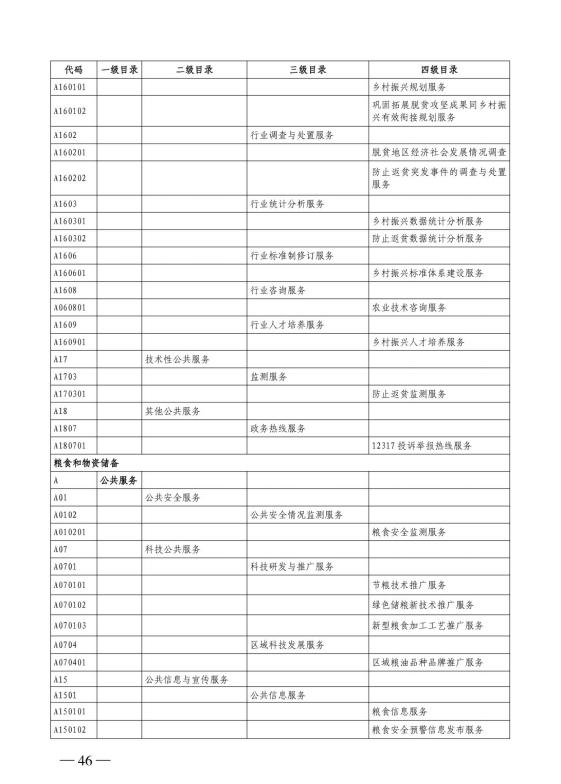 代码 一级目录 二级目录 三级目录 四级目录
A160101 乡村振兴规划服务
A160102 巩固拓展脱贫攻坚成果同乡村振
兴有效衔接规划服务
A1602 行业调查与处置服务
A160201 脱贫地区经济社会发展情况调查
A160202 防止返贫突发事件的调查与处置
服务
A1603 行业统计分析服务
A160301 乡村振兴数据统计分析服务
A160302 防止返贫数据统计分析服务
A1606 行业标准制修订服务
A160601 乡村振兴标准体系建设服务
A1608 行业咨询服务
A060801 农业技术咨询服务
A1609 行业人才培养服务
A160901 乡村振兴人才培养服务
A17 技术性公共服务
A1703 监测服务
A170301 防止返贫监测服务
A18 其他公共服务
A1807 政务热线服务
A180701 12317投诉举报热线服务
粮食和物资储备
A 公共服务
A01 公共安全服务
A0102 公共安全情况监测服务
A010201 粮食安全监测服务
A07 科技公共服务
A0701 科技研发与推广服务
A070101 节粮技术推广服务
A070102 绿色储粮新技术推广服务
A070103 新型粮食加工工艺推广服务
A0704 区域科技发展服务
A070401 区域粮油品种品牌推广服务
A15 公共信息与宣传服务
A1501 公共信息服务
A150101 粮食信息服务
A150102 粮食安全预警信息发布服务
— 46 —